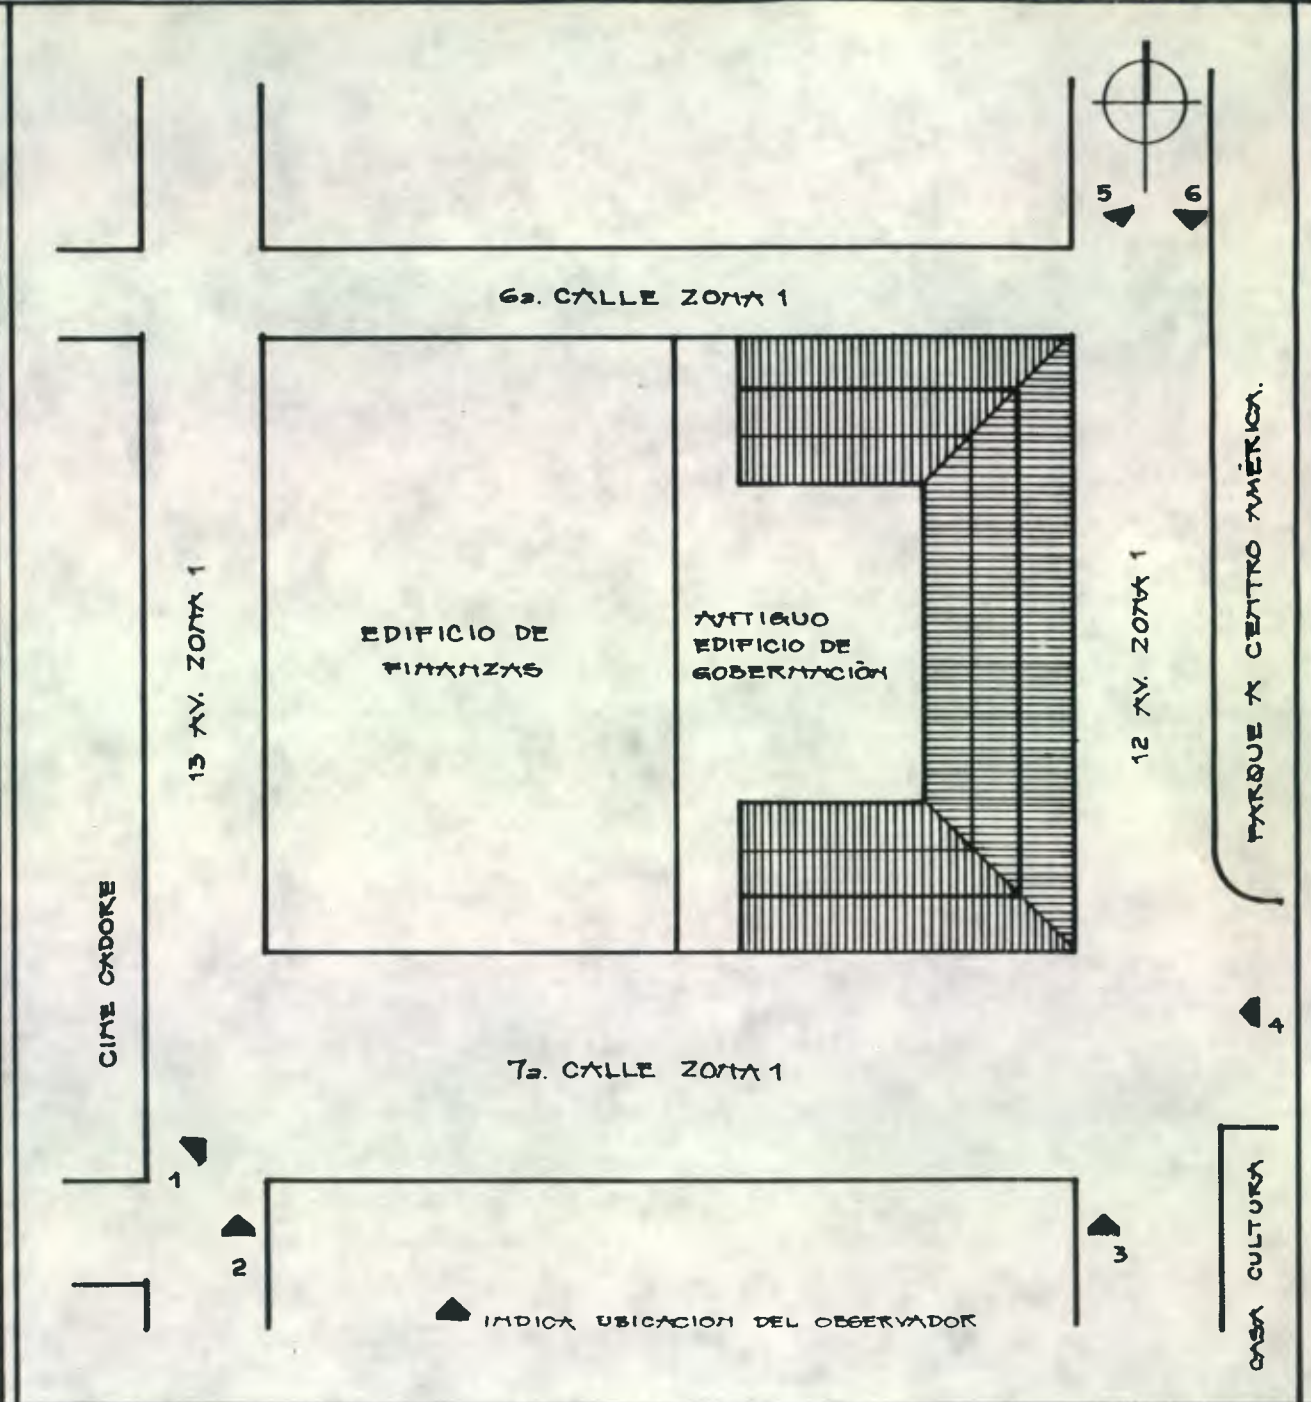 5 6
6a. CALLE ZONA 1
PARQUE A CENTRO AMÉRICA.
13 AV. ZONA 1
EDIFICIO DE
FINANZAS
ANTIGUO
EDIFICIO DE
GOBERNACIÓN
12 AV. ZONA 1
CINE CADORE
4
7a. CALLE ZONA 1
1
2
3
CASA CULTURA
INDICA UBICACION DEL OBSERVADOR